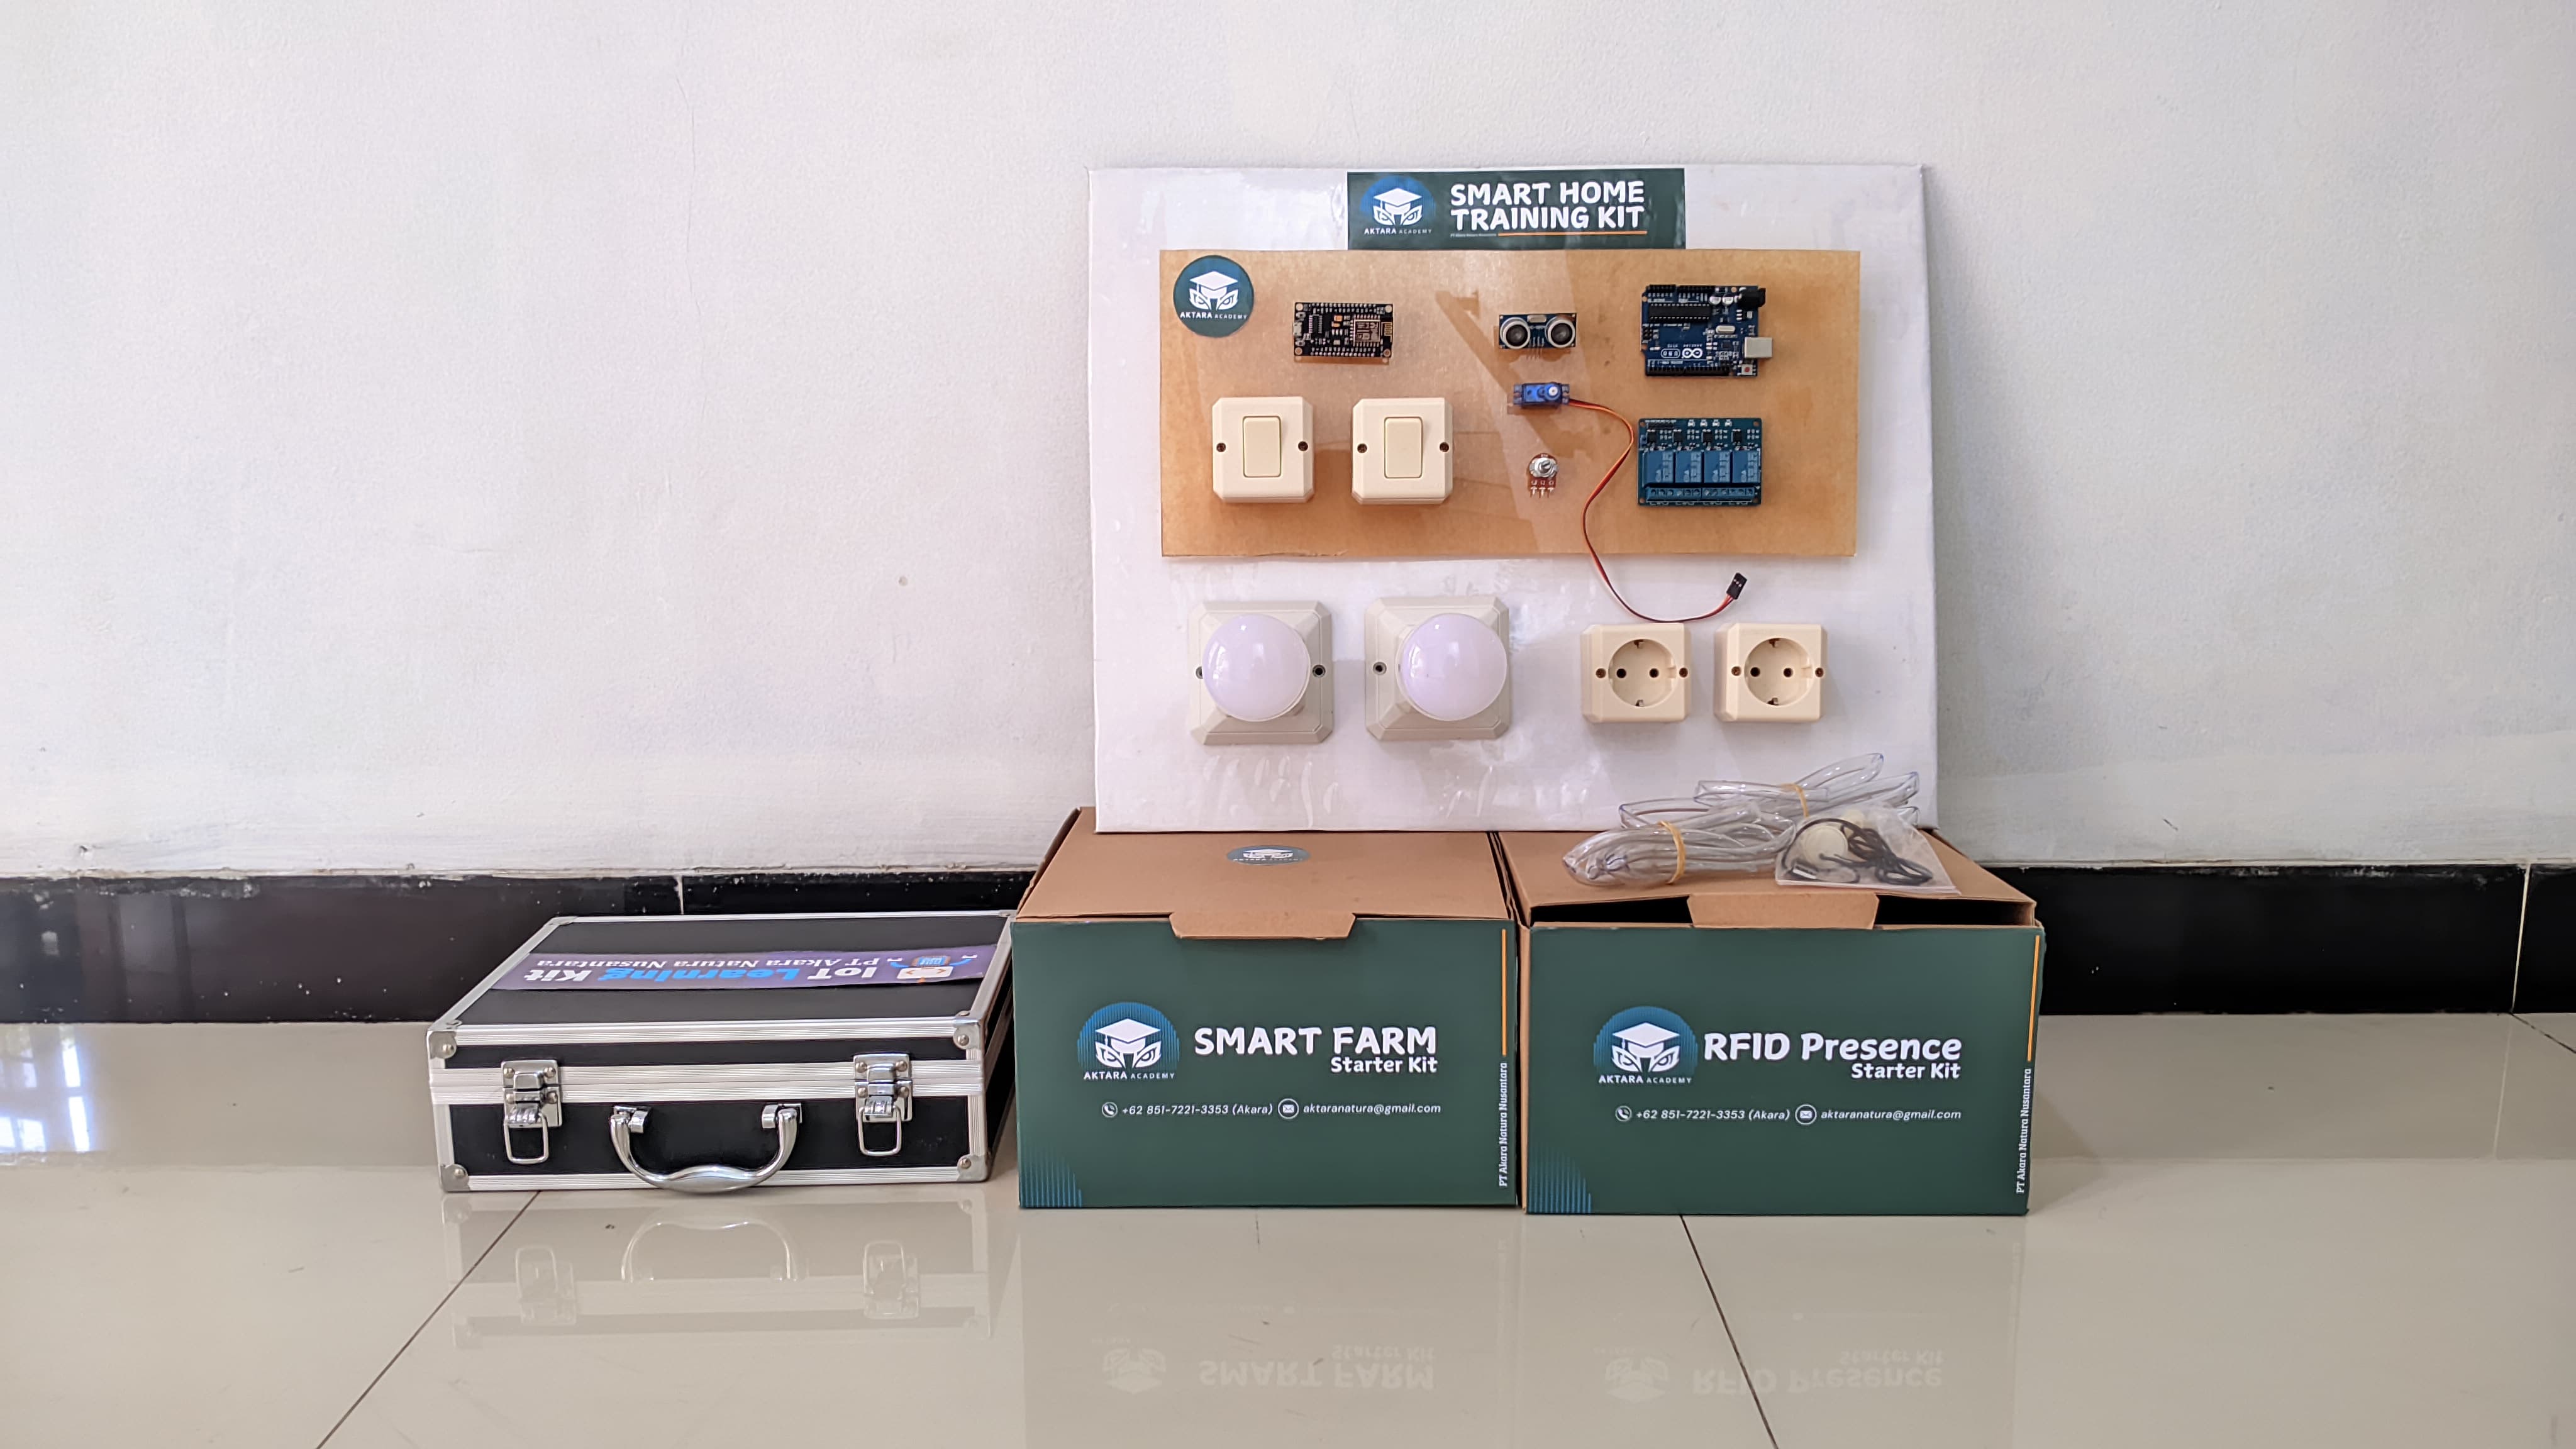 AKTARA ACADEMY
SMART HOME
TRAINING KIT
AKTARA ACADEMY
IoT Learning Kit
PT Akara Natura Nusantara
SMART FARM
Starter Kit
AKTARA ACADEMY
+62 851-7221-3353 (Akara) aktaranatura@gmail.com
PT Akara Natura Nusantara
RFID Presence
Starter Kit
AKTARA ACADEMY
+62 851-7221-3353 (Akara) aktaranatura@gmail.com
PT Akara Natura Nusantara